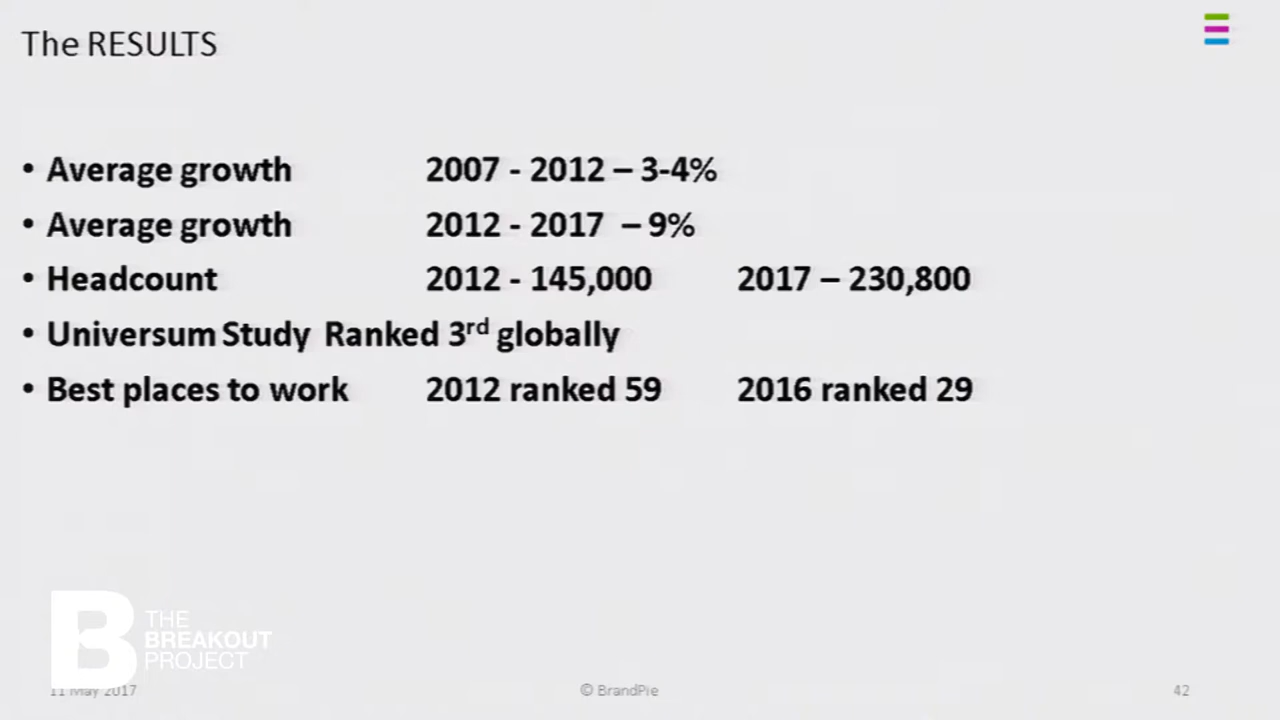 The RESULTS
• Average growth 2007 - 2012 – 3-4%
• Average growth 2012 - 2017 – 9%
• Headcount 2012 - 145,000 2017 – 230,800
• Universum Study Ranked 3rd globally
• Best places to work 2012 ranked 59 2016 ranked 29
B THE
BREAKOUT
PROJECT
11 May 2017 © BrandPie 42